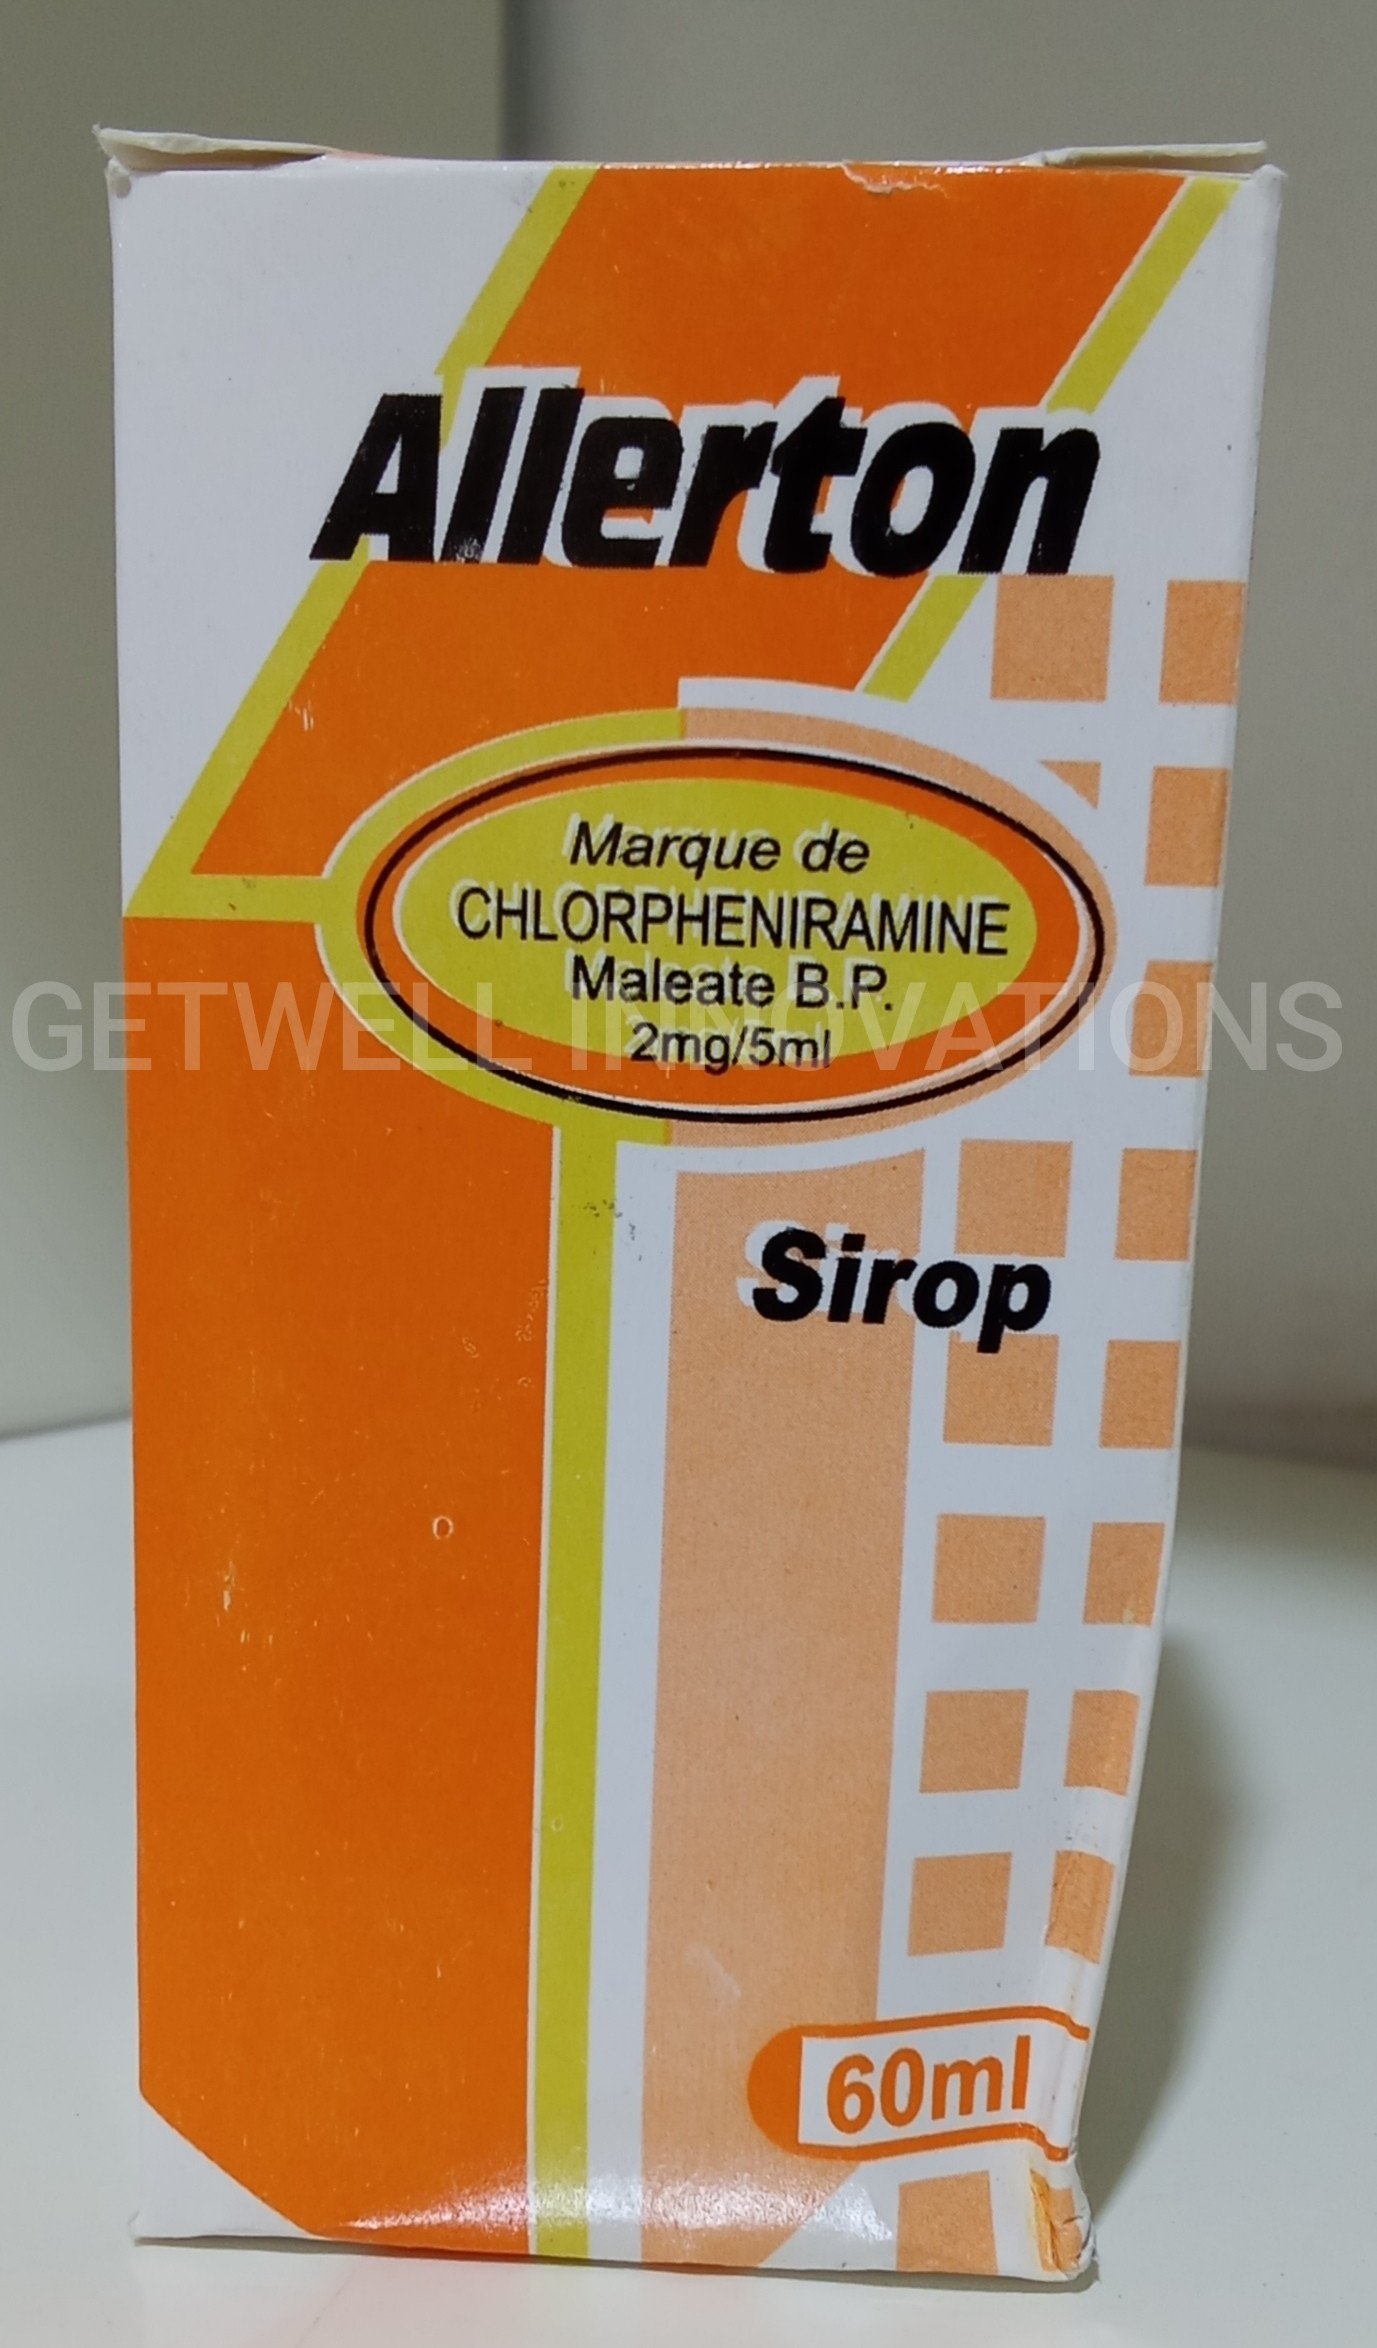 Allerton
Marque de
CHLORPHENIRAMINE
Maleate B.P.
2mg/5ml
GETWELL INNOVATIONS
Sirop
60ml